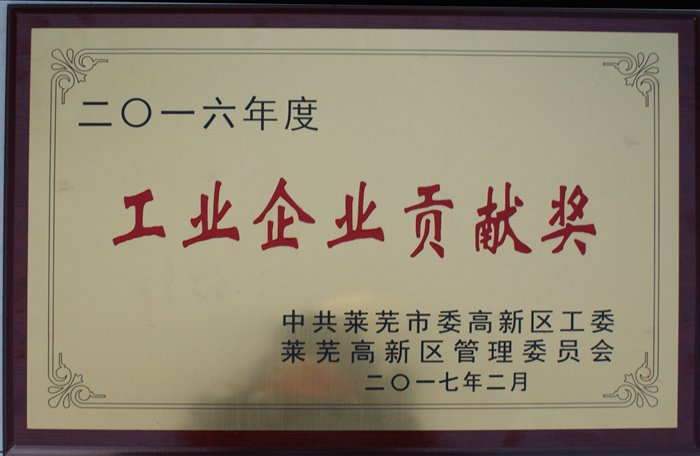 二〇一六年度
工业企业贡献奖
中共莱芜市委高新区工委
莱芜高新区管理委员会
二〇一七年二月